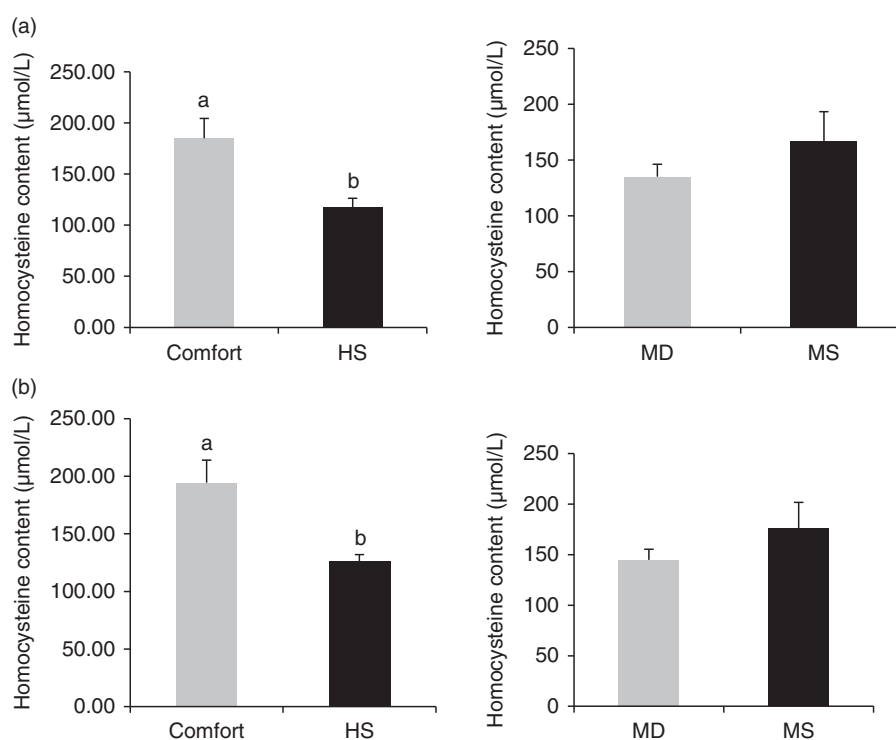 (a)
Homocysteine content (μmol/L)
250.00
200.00
150.00
100.00
50.00
0.00
a
b
Comfort HS
Homocysteine content (μmol/L)
250
200
150
100
50
0
MD MS
(b)
Homocysteine content (μmol/L)
250.00
200.00
150.00
100.00
50.00
0.00
a
b
Comfort HS
Homocysteine content (μmol/L)
250
200
150
100
50
0
MD MS